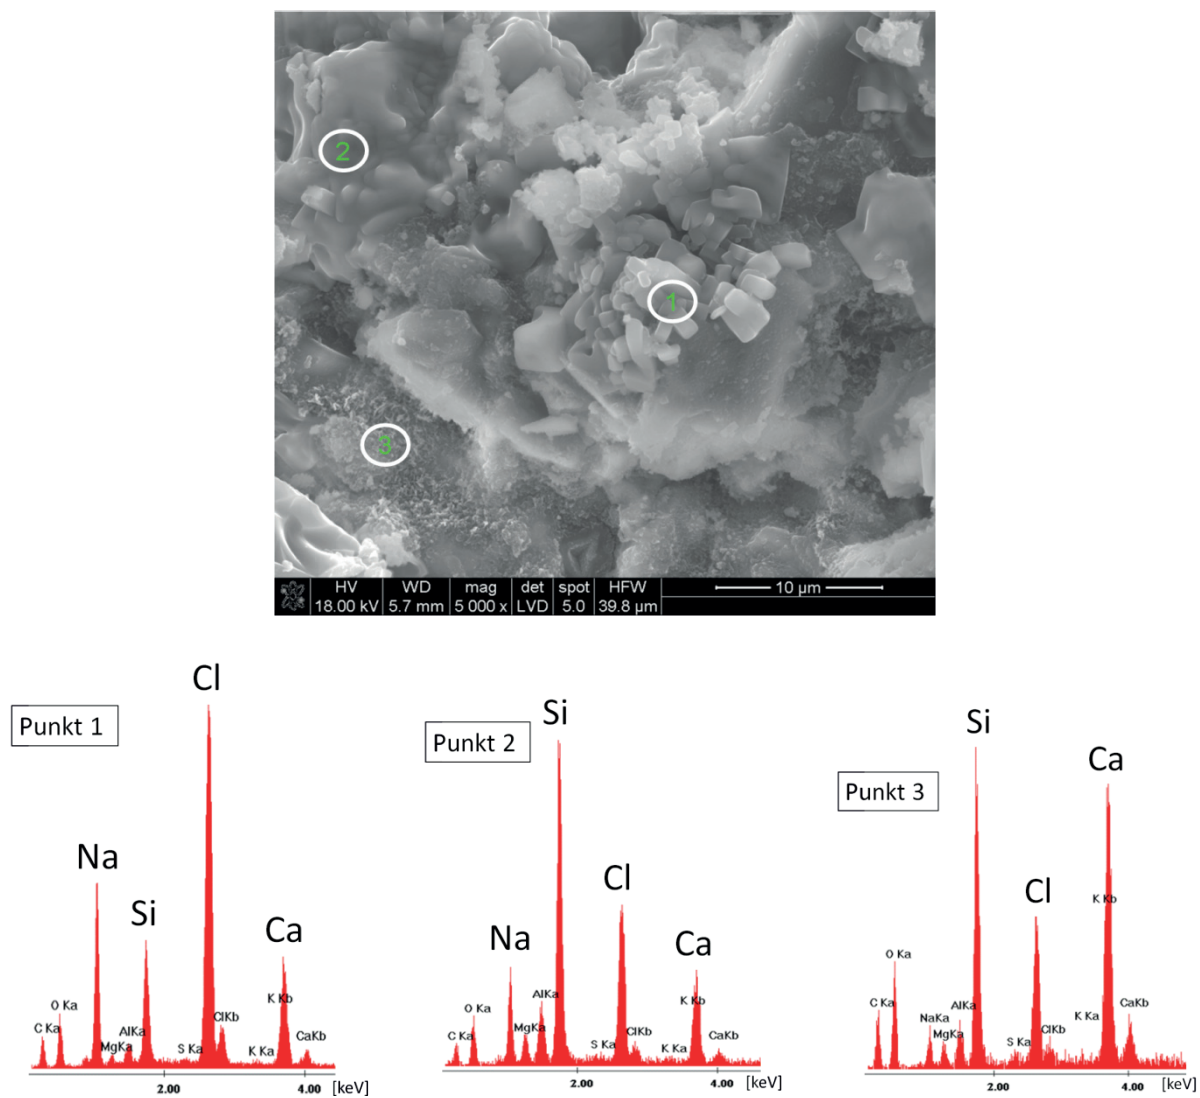 2
1
3
HV WD mag det spot HFW 10 µm
18.00 kV 5.7 mm 5 000 x LVD 5.0 39.8 µm
Punkt 1
Cl
Na
Si
Ca
O Ka
C Ka
MgKa
AlKa
S Ka
ClKb
K Ka
K Kb
CaKb
2.00 4.00 [keV]
Punkt 2
Si
Cl
Na
Ca
O Ka
C Ka
MgKa
AlKa
S Ka
ClKb
K Ka
K Kb
CaKb
2.00 4.00 [keV]
Punkt 3
Si
Ca
Cl
K Kb
O Ka
C Ka
NaKa
MgKa
AlKa
S Ka
ClKb
K Ka
CaKb
2.00 4.00 [keV]